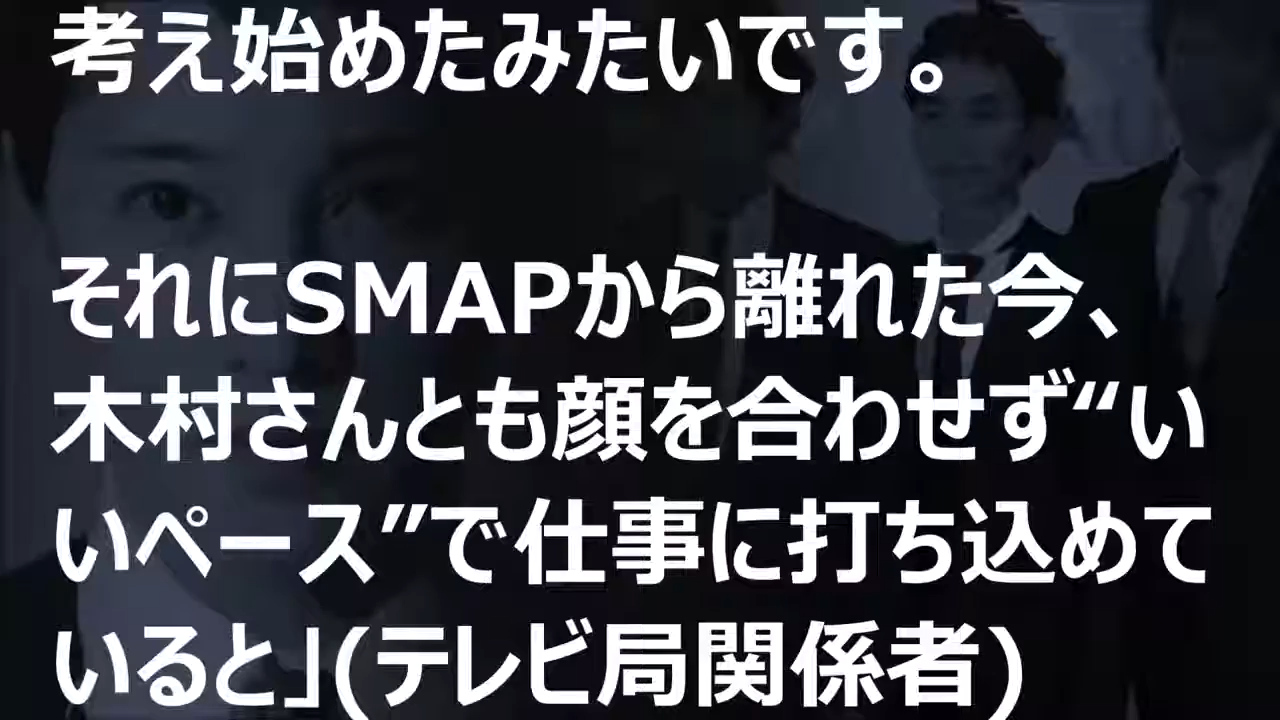 考え始めたみたいです。
それにSMAPから離れた今、
木村さんとも顔を合わせず“い
いペース”で仕事に打ち込めて
いると」(テレビ局関係者)